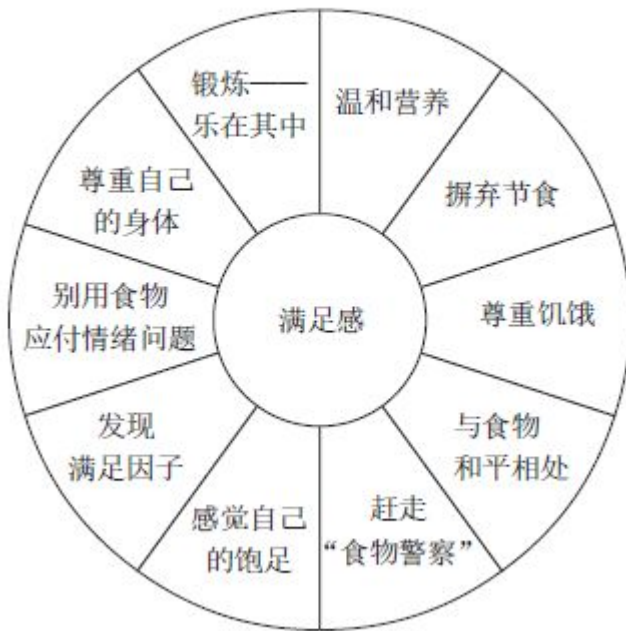 锻炼——
乐在其中
温和营养
摒弃节食
尊重饥饿
与食物
和平相处
赶走
“食物警察”
感觉自己
的饱足
发现
满足因子
别用食物
应付情绪问题
尊重自己
的身体
满足感